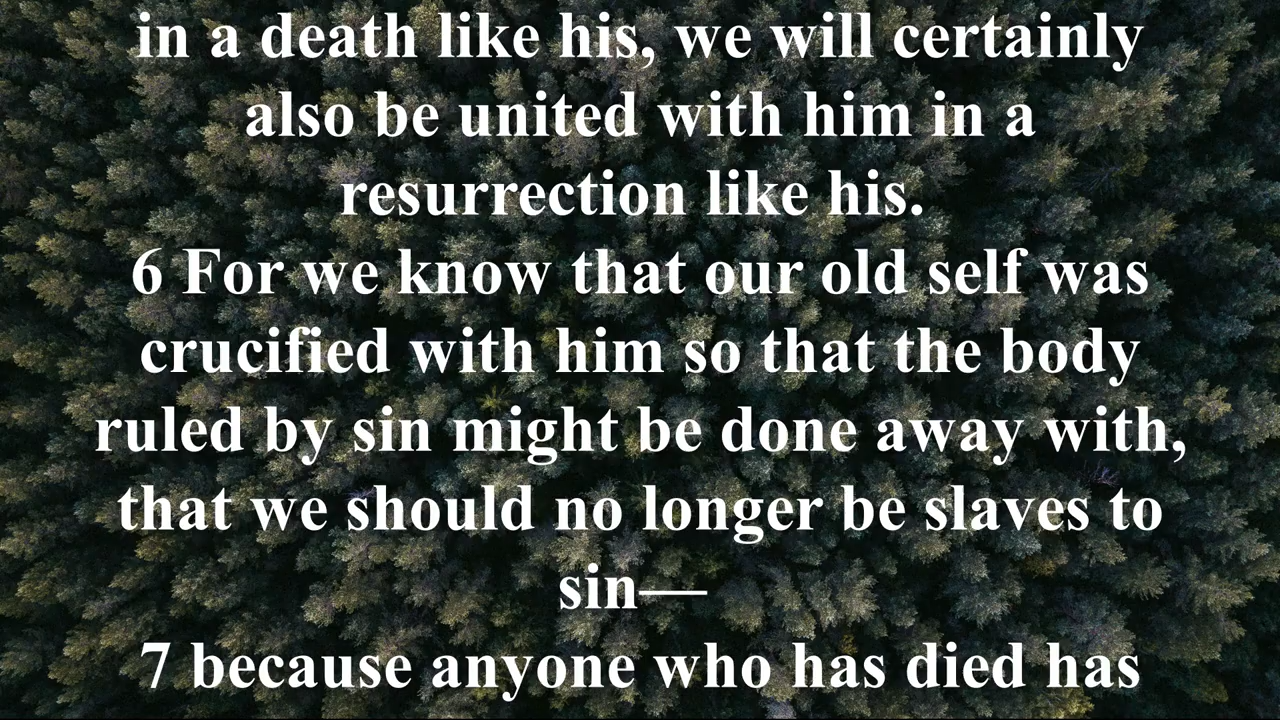 in a death like his, we will certainly
also be united with him in a
resurrection like his.
6 For we know that our old self was
crucified with him so that the body
ruled by sin might be done away with,
that we should no longer be slaves to
sin—
7 because anyone who has died has